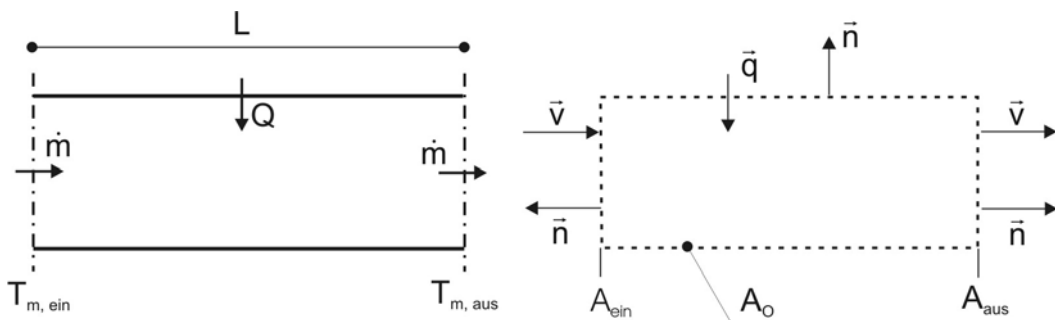 L
Q
ṁ
ṁ
T m, ein
T m, aus
n⃗
q⃗
v⃗
v⃗
n⃗
n⃗
A ein
A O
A aus